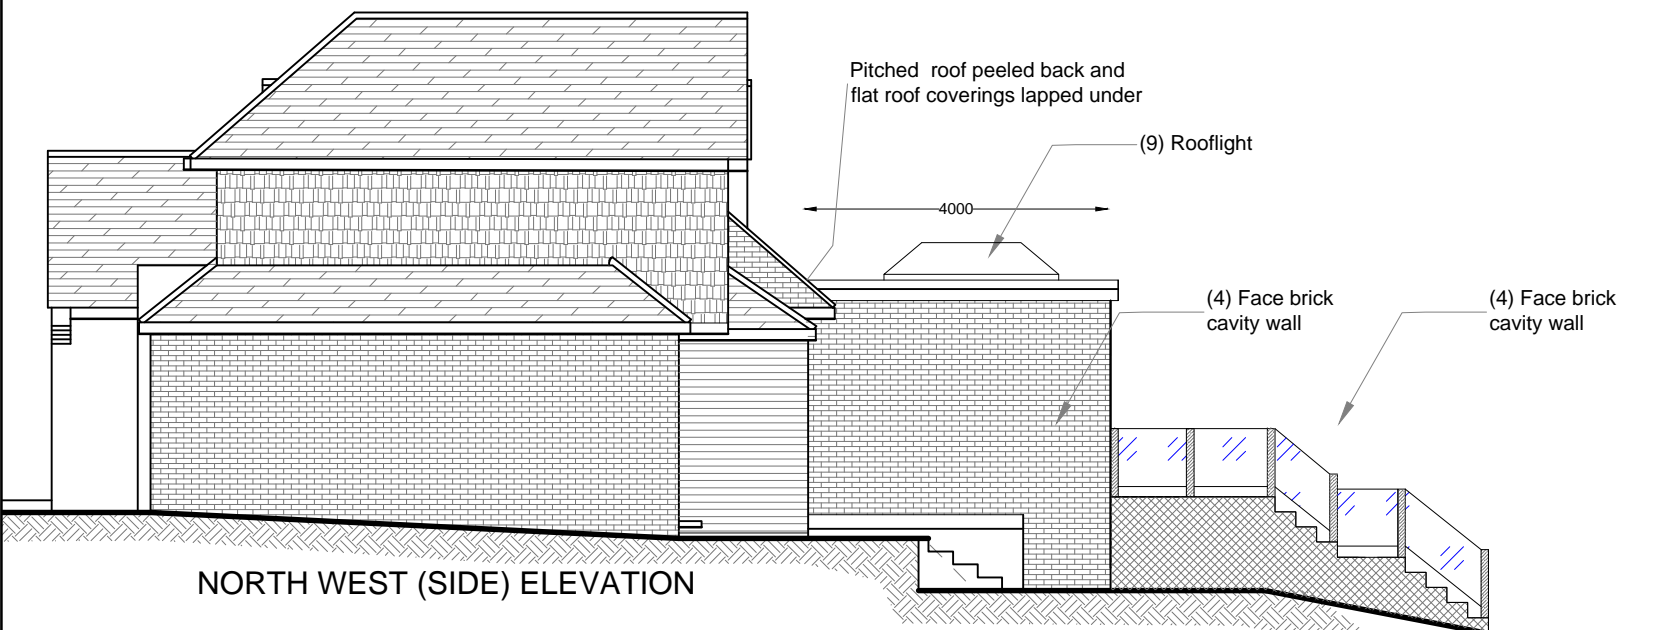 Pitched roof peeled back and
flat roof coverings lapped under
(9) Rooflight
4000
(4) Face brick
cavity wall
(4) Face brick
cavity wall
NORTH WEST (SIDE) ELEVATION